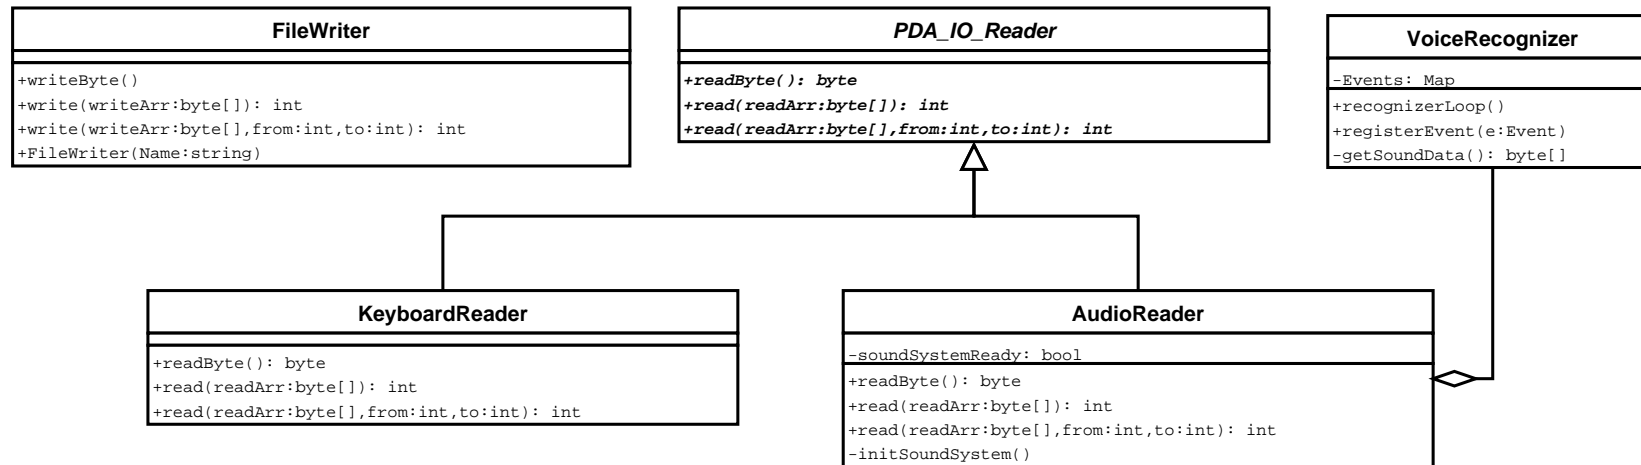 FileWriter
+writeByte()
+write(writeArr:byte[]): int
+write(writeArr:byte[],from:int,to:int): int
+FileWriter(Name:string)
PDA_IO_Reader
+readByte(): byte
+read(readArr:byte[]): int
+read(readArr:byte[],from:int,to:int): int
VoiceRecognizer
-Events: Map
+recognizerLoop()
+registerEvent(e:Event)
-getSoundData(): byte[]
KeyboardReader
+readByte(): byte
+read(readArr:byte[]): int
+read(readArr:byte[],from:int,to:int): int
AudioReader
-soundSystemReady: bool
+readByte(): byte
+read(readArr:byte[]): int
+read(readArr:byte[],from:int,to:int): int
-initSoundSystem()